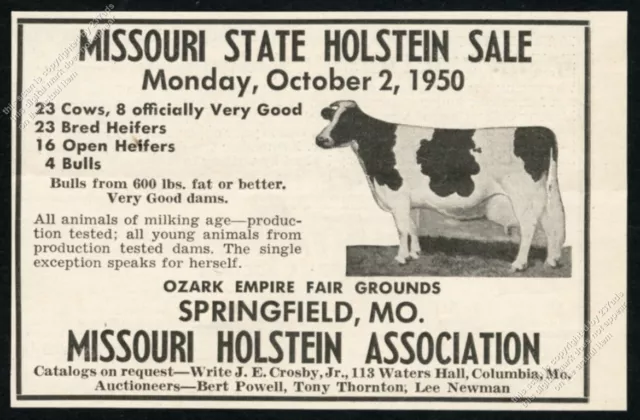 MISSOURI STATE HOLSTEIN SALE
Monday, October 2, 1950
23 Cows, 8 officially Very Good
23 Bred Heifers
16 Open Heifers
4 Bulls
Bulls from 600 lbs. fat or better.
Very Good dams.
All animals of milking age—produc-
tion tested; all young animals from
production tested dams. The single
exception speaks for herself.
OZARK EMPIRE FAIR GROUNDS
SPRINGFIELD, MO.
MISSOURI HOLSTEIN ASSOCIATION
Catalogs on request—Write J. E. Crosby, Jr., 113 Waters Hall, Columbia, Mo.
Auctioneers—Bert Powell, Tony Thornton, Lee Newman